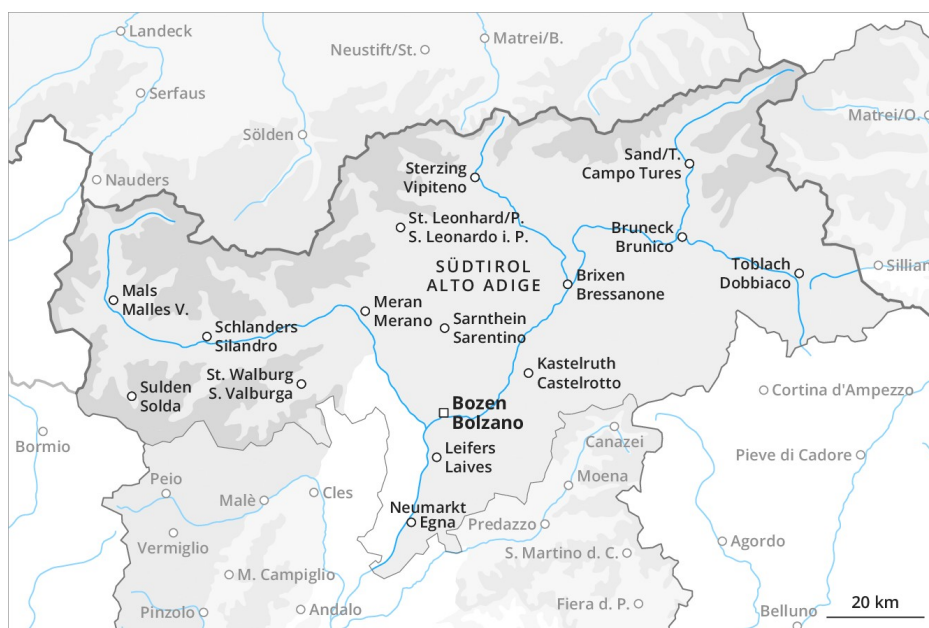 Landeck
Neustift/St.
Matrei/B.
Serfaus
Sölden
Matrei/O.
Nauders
Sterzing
Vipiteno
Sand/T.
Campo Tures
St. Leonhard/P.
S. Leonardo i. P.
Bruneck
Brunico
SÜDTIROL
ALTO ADIGE
Toblach
Dobbiaco
Sillian
Brixen
Bressanone
Mals
Malles V.
Meran
Merano
Sarnthein
Sarentino
Schlanders
Silandro
Kastelruth
Castelrotto
St. Walburg
S. Valburga
Sulden
Solda
Cortina d'Ampezzo
Bozen
Bolzano
Bormio
Canazei
Leifers
Laives
Pieve di Cadore
Peio
Moena
Malè
Cles
Neumarkt
Egna
Predazzo
Vermiglio
Agordo
S. Martino d. C.
M. Campiglio
Pinzolo
Andalo
Fiera d. P.
Belluno
20 km